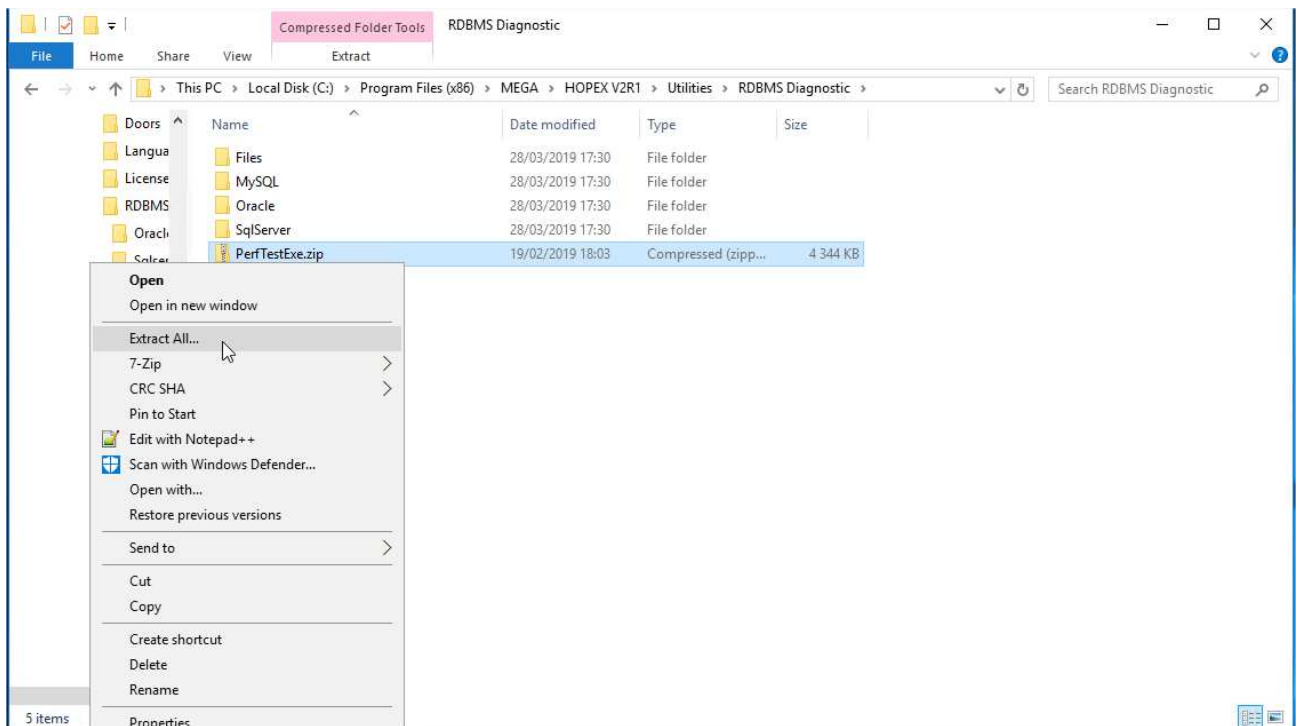 Compressed Folder Tools
RDBMS Diagnostic
File
Home
Share
View
Extract
This PC > Local Disk (C:) > Program Files (x86) > MEGA > HOPEX V2R1 > Utilities > RDBMS Diagnostic >
Search RDBMS Diagnostic
Doors
Langua
License
RDBMS
Oracl
Sqlser
Name Date modified Type Size
Files 28/03/2019 17:30 File folder
MySQL 28/03/2019 17:30 File folder
Oracle 28/03/2019 17:30 File folder
SqlServer 28/03/2019 17:30 File folder
PerfTestExe.zip 19/02/2019 18:03 Compressed (zipp... 4 344 KB
Open
Open in new window
Extract All...
7-Zip
CRC SHA
Pin to Start
Edit with Notepad++
Scan with Windows Defender...
Open with...
Restore previous versions
Send to
Cut
Copy
Create shortcut
Delete
Rename
Properties
5 items